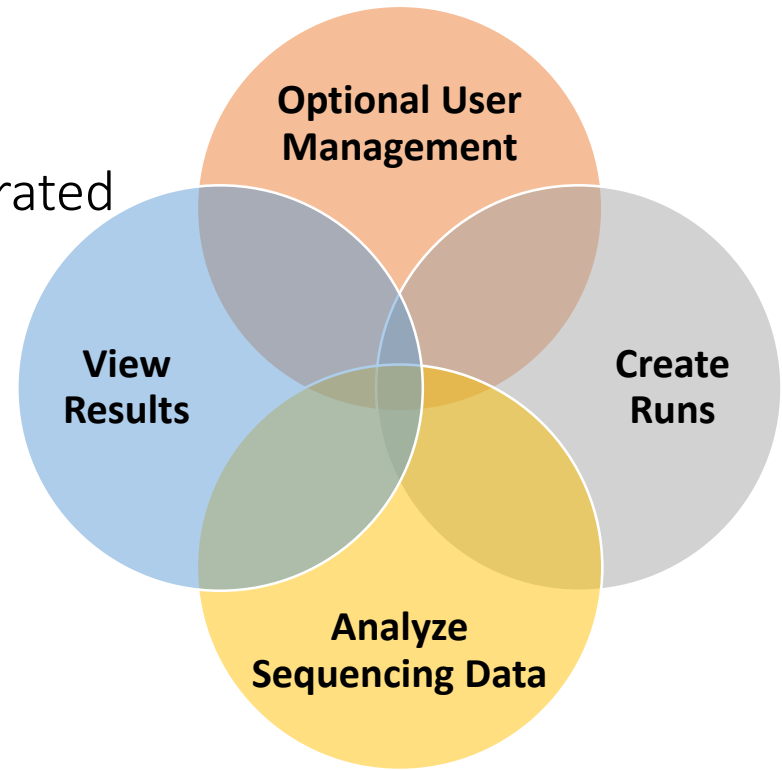 Optional User
Management
rated
View
Results
Create
Runs
Analyze
Sequencing Data